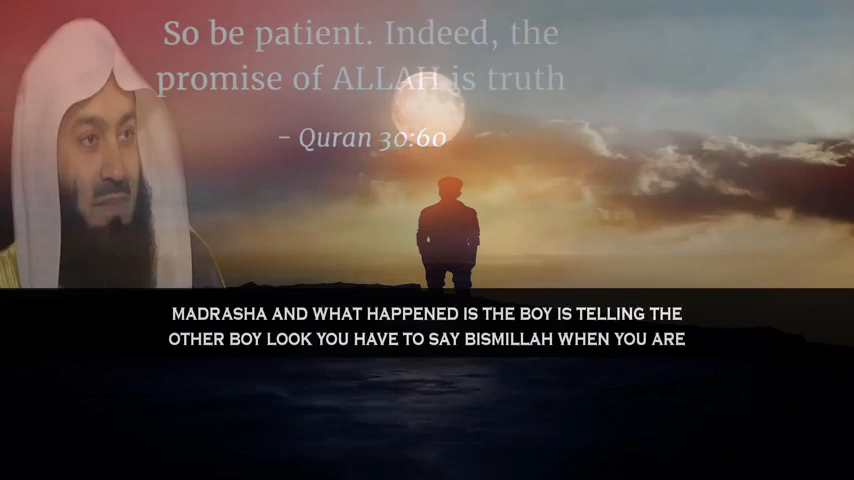 So be patient. Indeed, the
promise of ALLAH is truth
- Quran 30:60
MADRASHA AND WHAT HAPPENED IS THE BOY IS TELLING THE
OTHER BOY LOOK YOU HAVE TO SAY BISMILLAH WHEN YOU ARE